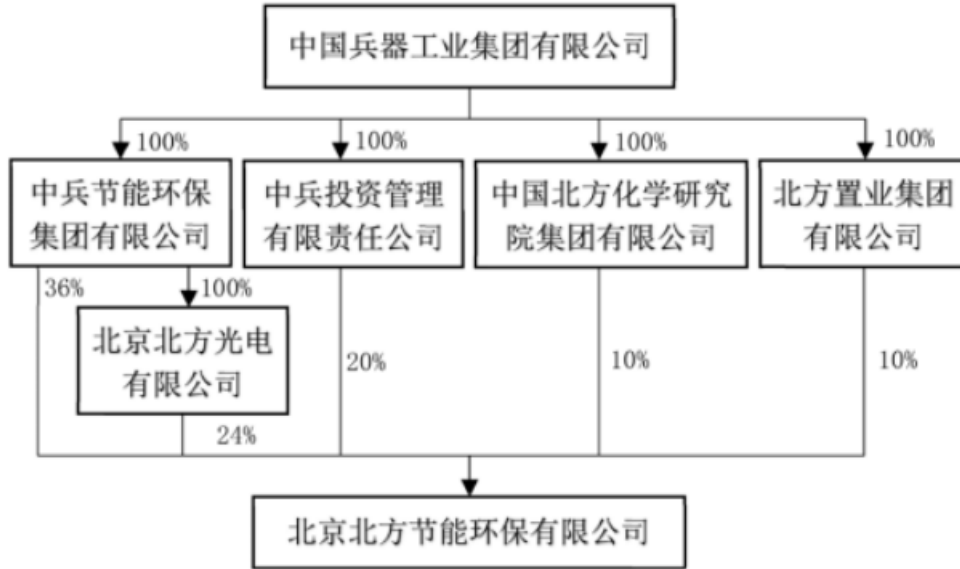 中国兵器工业集团有限公司
100%
100%
100%
100%
中兵节能环保
集团有限公司
中兵投资管理
有限责任公司
中国北方化学研究
院集团有限公司
北方置业集团
有限公司
36%
100%
北京北方光电
有限公司
20%
10%
10%
24%
北京北方节能环保有限公司